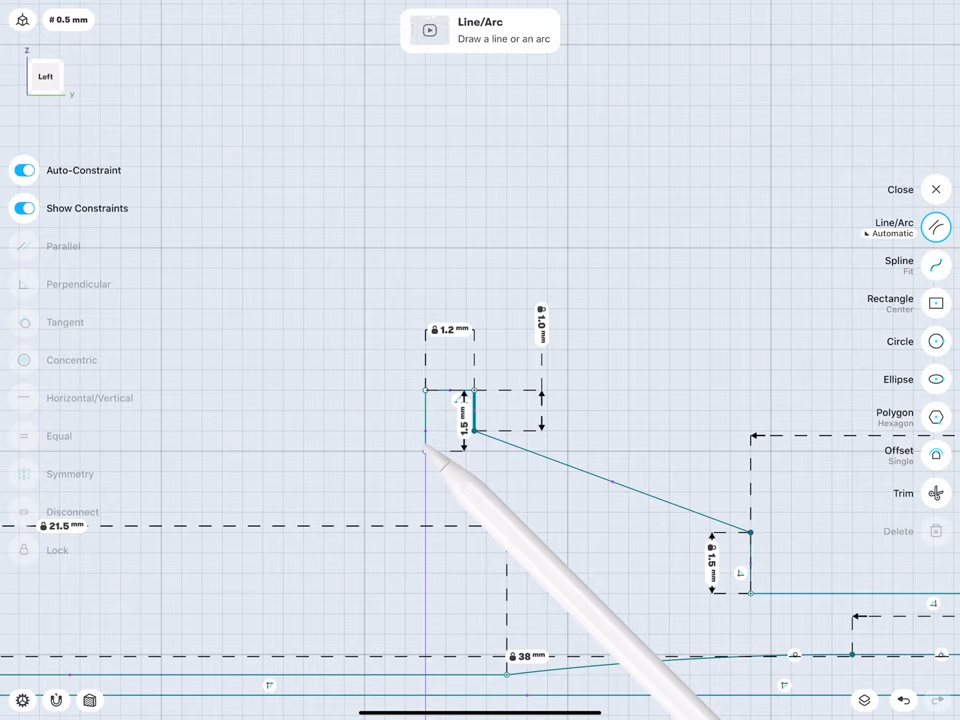 # 0.5 mm
Line/Arc
Draw a line or an arc
Z
Left
y
Auto-Constraint
Show Constraints
Parallel
Perpendicular
Tangent
Concentric
Horizontal/Vertical
Equal
Symmetry
Disconnect
Lock
1.2 mm
1.0 mm
1.5 mm
21.5 mm
1.5 mm
38 mm
Close
Line/Arc
Automatic
Spline
Fit
Rectangle
Center
Circle
Ellipse
Polygon
Hexagon
Offset
Single
Trim
Delete